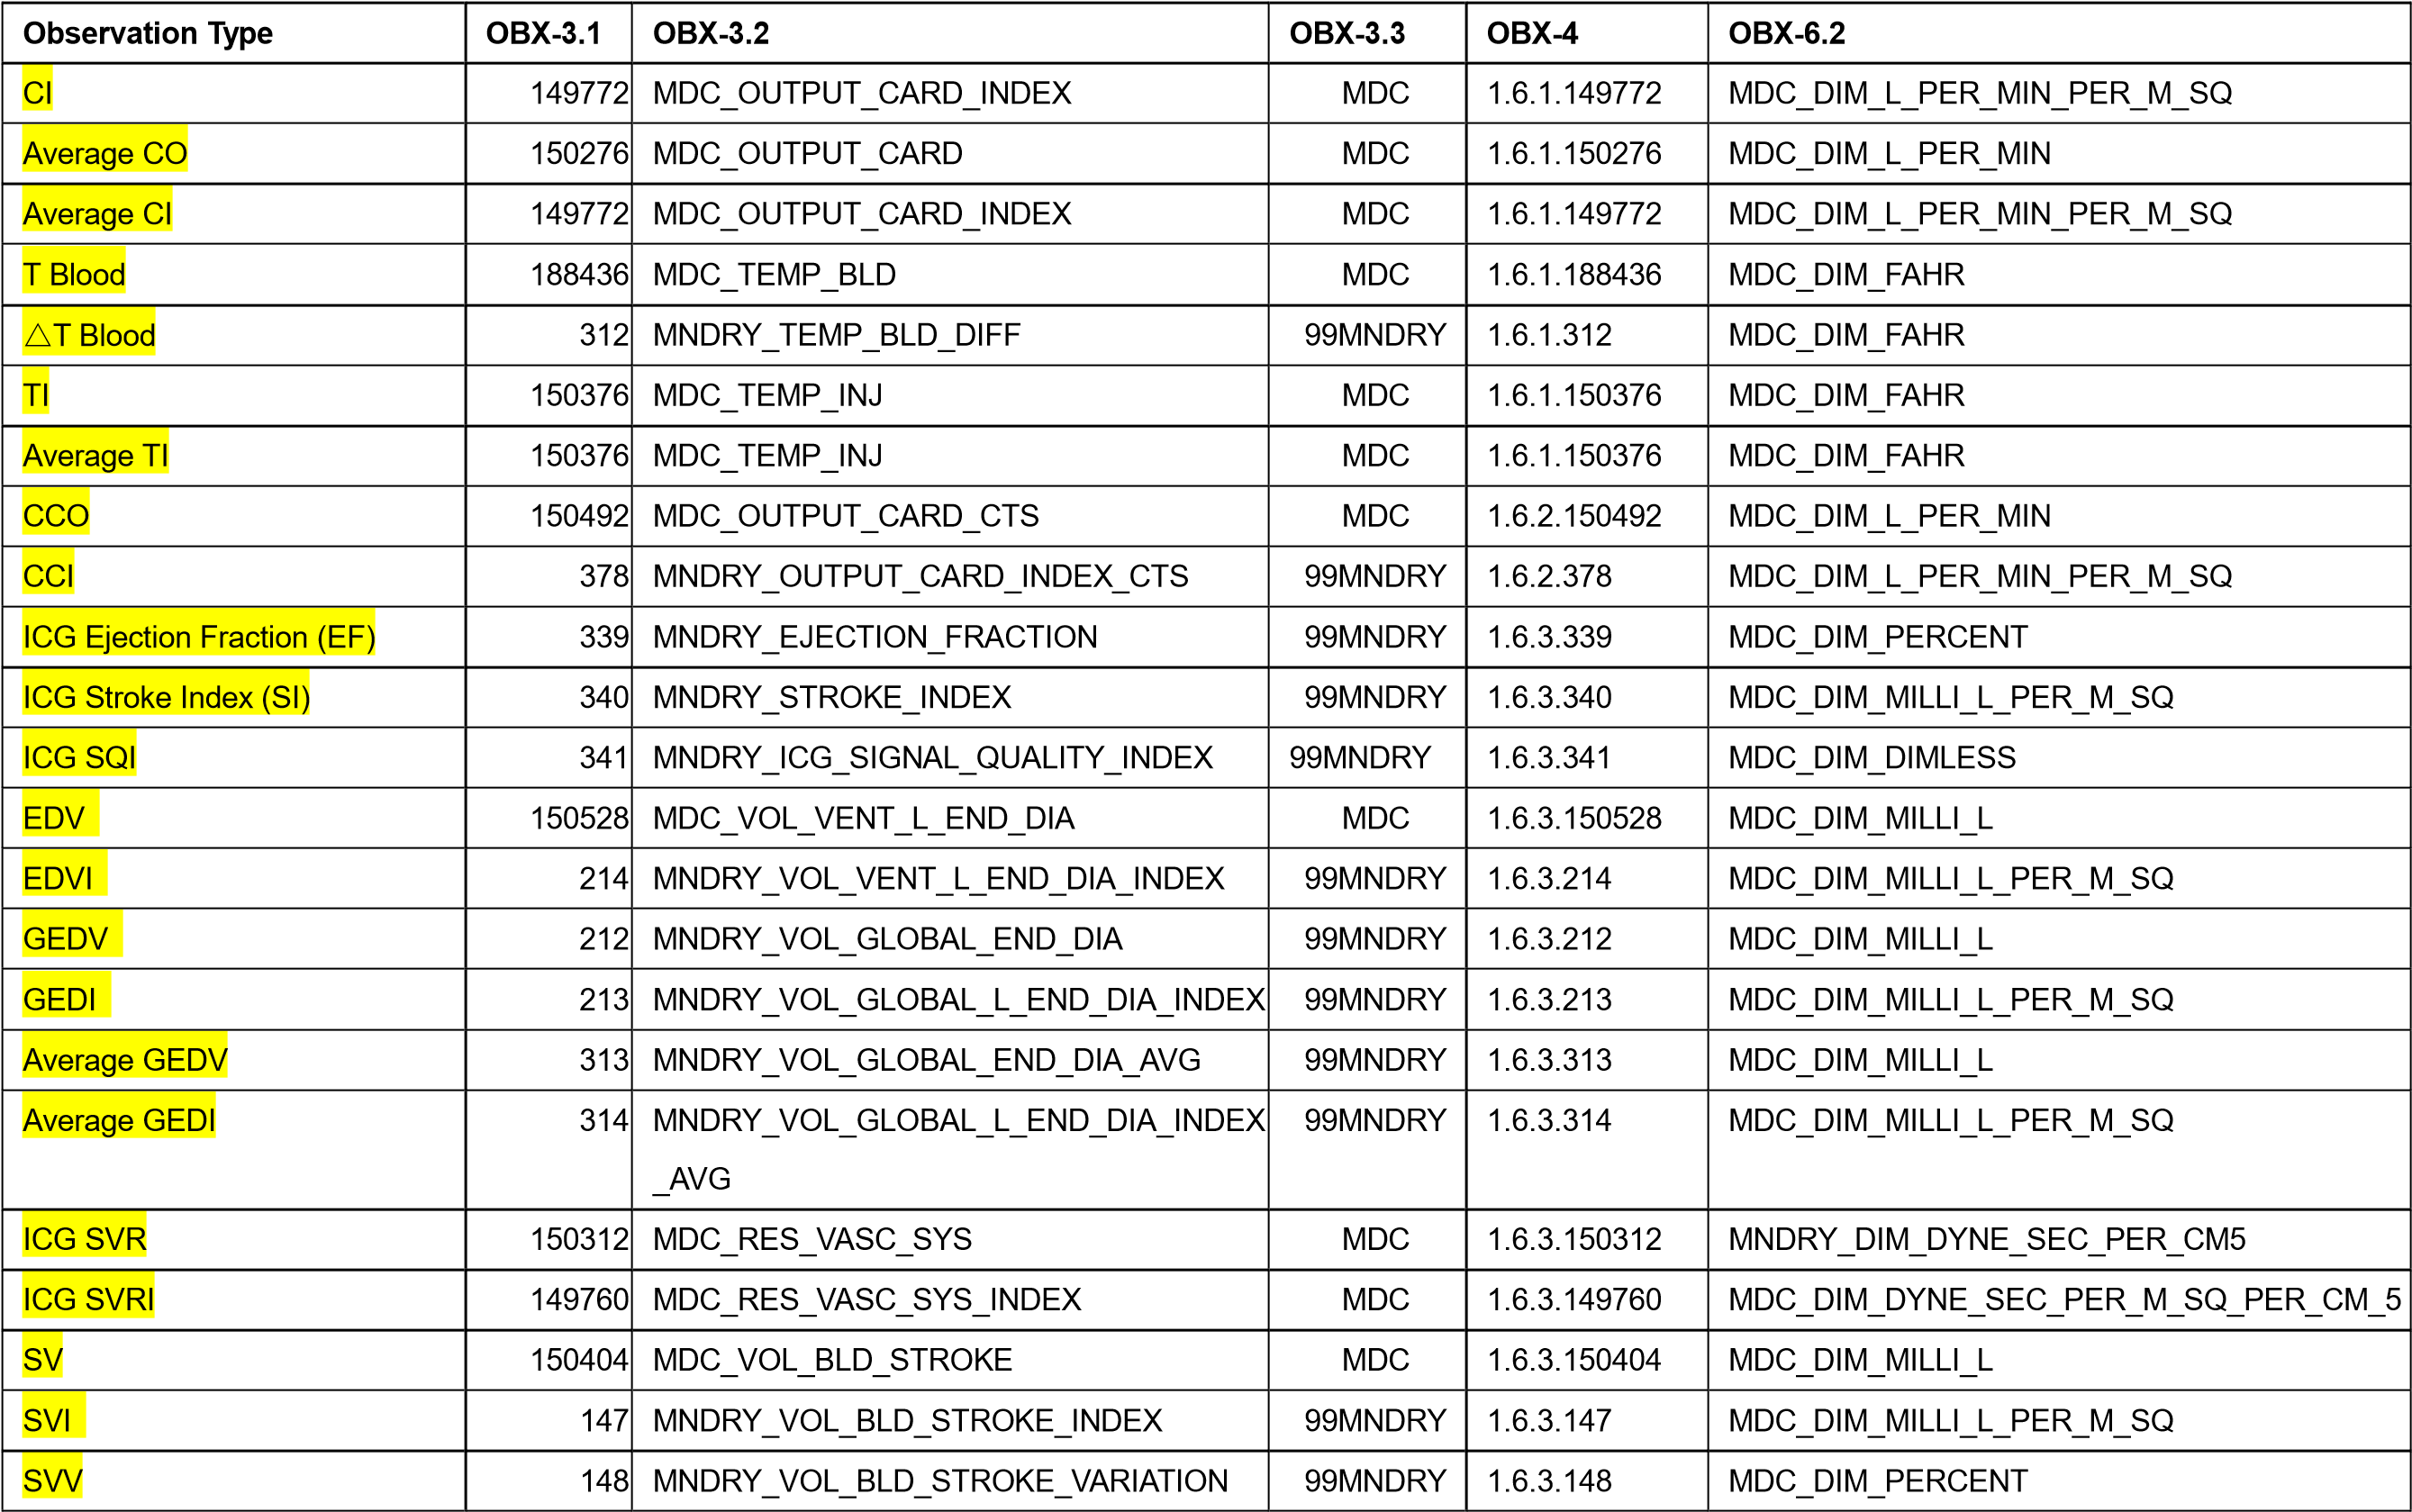 Observation Type OBX-3.1 OBX-3.2 OBX-3.3 OBX-4 OBX-6.2
CI 149772 MDC_OUTPUT_CARD_INDEX MDC 1.6.1.149772 MDC_DIM_L_PER_MIN_PER_M_SQ
Average CO 150276 MDC_OUTPUT_CARD MDC 1.6.1.150276 MDC_DIM_L_PER_MIN
Average CI 149772 MDC_OUTPUT_CARD_INDEX MDC 1.6.1.149772 MDC_DIM_L_PER_MIN_PER_M_SQ
T Blood 188436 MDC_TEMP_BLD MDC 1.6.1.188436 MDC_DIM_FAHR
△T Blood 312 MNDRY_TEMP_BLD_DIFF 99MNDRY 1.6.1.312 MDC_DIM_FAHR
TI 150376 MDC_TEMP_INJ MDC 1.6.1.150376 MDC_DIM_FAHR
Average TI 150376 MDC_TEMP_INJ MDC 1.6.1.150376 MDC_DIM_FAHR
CCO 150492 MDC_OUTPUT_CARD_CTS MDC 1.6.2.150492 MDC_DIM_L_PER_MIN
CCI 378 MNDRY_OUTPUT_CARD_INDEX_CTS 99MNDRY 1.6.2.378 MDC_DIM_L_PER_MIN_PER_M_SQ
ICG Ejection Fraction (EF) 339 MNDRY_EJECTION_FRACTION 99MNDRY 1.6.3.339 MDC_DIM_PERCENT
ICG Stroke Index (SI) 340 MNDRY_STROKE_INDEX 99MNDRY 1.6.3.340 MDC_DIM_MILLI_L_PER_M_SQ
ICG SQI 341 MNDRY_ICG_SIGNAL_QUALITY_INDEX 99MNDRY 1.6.3.341 MDC_DIM_DIMLESS
EDV 150528 MDC_VOL_VENT_L_END_DIA MDC 1.6.3.150528 MDC_DIM_MILLI_L
EDVI 214 MNDRY_VOL_VENT_L_END_DIA_INDEX 99MNDRY 1.6.3.214 MDC_DIM_MILLI_L_PER_M_SQ
GEDV 212 MNDRY_VOL_GLOBAL_END_DIA 99MNDRY 1.6.3.212 MDC_DIM_MILLI_L
GEDI 213 MNDRY_VOL_GLOBAL_L_END_DIA_INDEX 99MNDRY 1.6.3.213 MDC_DIM_MILLI_L_PER_M_SQ
Average GEDV 313 MNDRY_VOL_GLOBAL_END_DIA_AVG 99MNDRY 1.6.3.313 MDC_DIM_MILLI_L
Average GEDI 314 MNDRY_VOL_GLOBAL_L_END_DIA_INDEX 99MNDRY 1.6.3.314 MDC_DIM_MILLI_L_PER_M_SQ
_AVG
ICG SVR 150312 MDC_RES_VASC_SYS MDC 1.6.3.150312 MNDRY_DIM_DYNE_SEC_PER_CM5
ICG SVRI 149760 MDC_RES_VASC_SYS_INDEX MDC 1.6.3.149760 MDC_DIM_DYNE_SEC_PER_M_SQ_PER_CM_5
SV 150404 MDC_VOL_BLD_STROKE MDC 1.6.3.150404 MDC_DIM_MILLI_L
SVI 147 MNDRY_VOL_BLD_STROKE_INDEX 99MNDRY 1.6.3.147 MDC_DIM_MILLI_L_PER_M_SQ
SVV 148 MNDRY_VOL_BLD_STROKE_VARIATION 99MNDRY 1.6.3.148 MDC_DIM_PERCENT